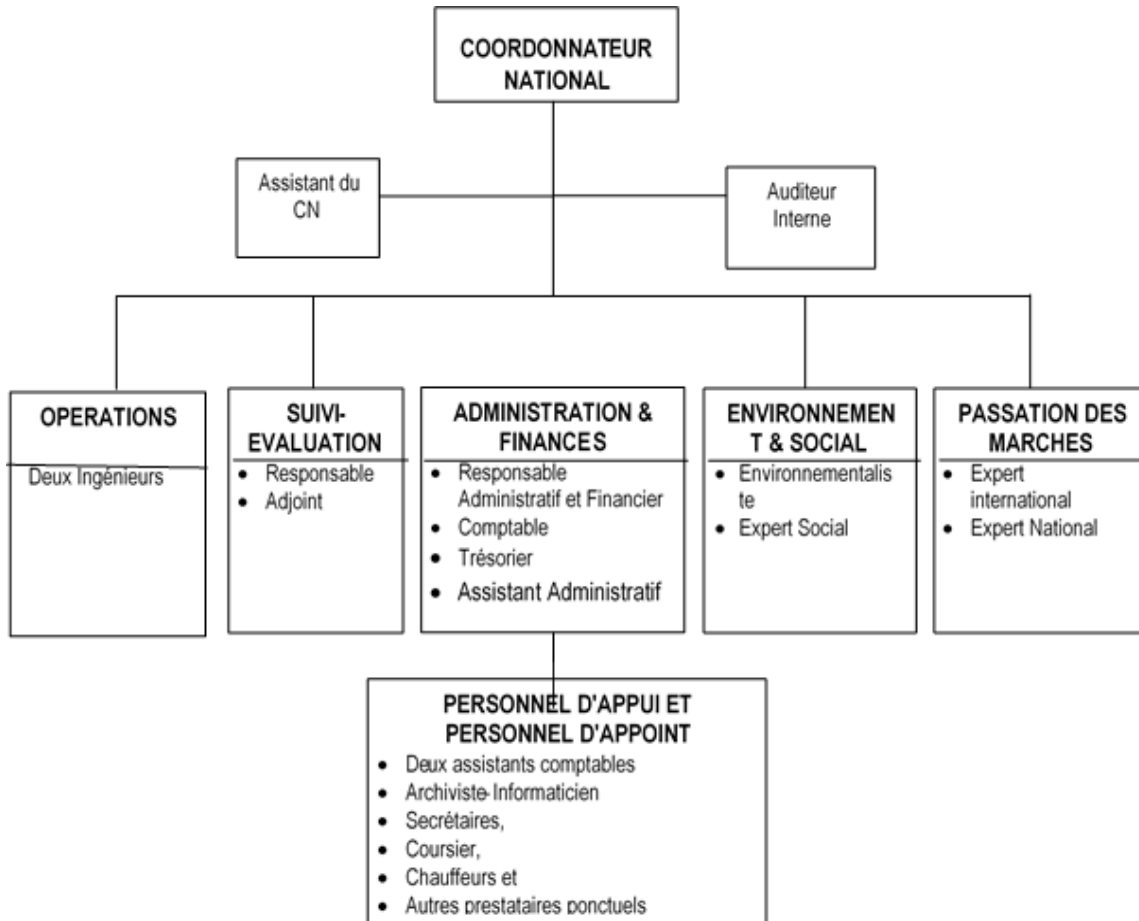 COORDONNATEUR
NATIONAL
Assistant du
CN
Auditeur
Interne
OPERATIONS
Deux Ingénieurs
SUIVI-
EVALUATION
• Responsable
• Adjoint
ADMINISTRATION &
FINANCES
• Responsable
Administratif et Financier
• Comptable
• Trésorier
• Assistant Administratif
ENVIRONNEMEN
T & SOCIAL
• Environnementalis
te
• Expert Social
PASSATION DES
MARCHES
• Expert
international
• Expert National
PERSONNEL D'APPUI ET
PERSONNEL D'APPOINT
• Deux assistants comptables
• Archiviste-Informaticien
• Secrétaires,
• Coursier,
• Chauffeurs et
• Autres prestataires ponctuels